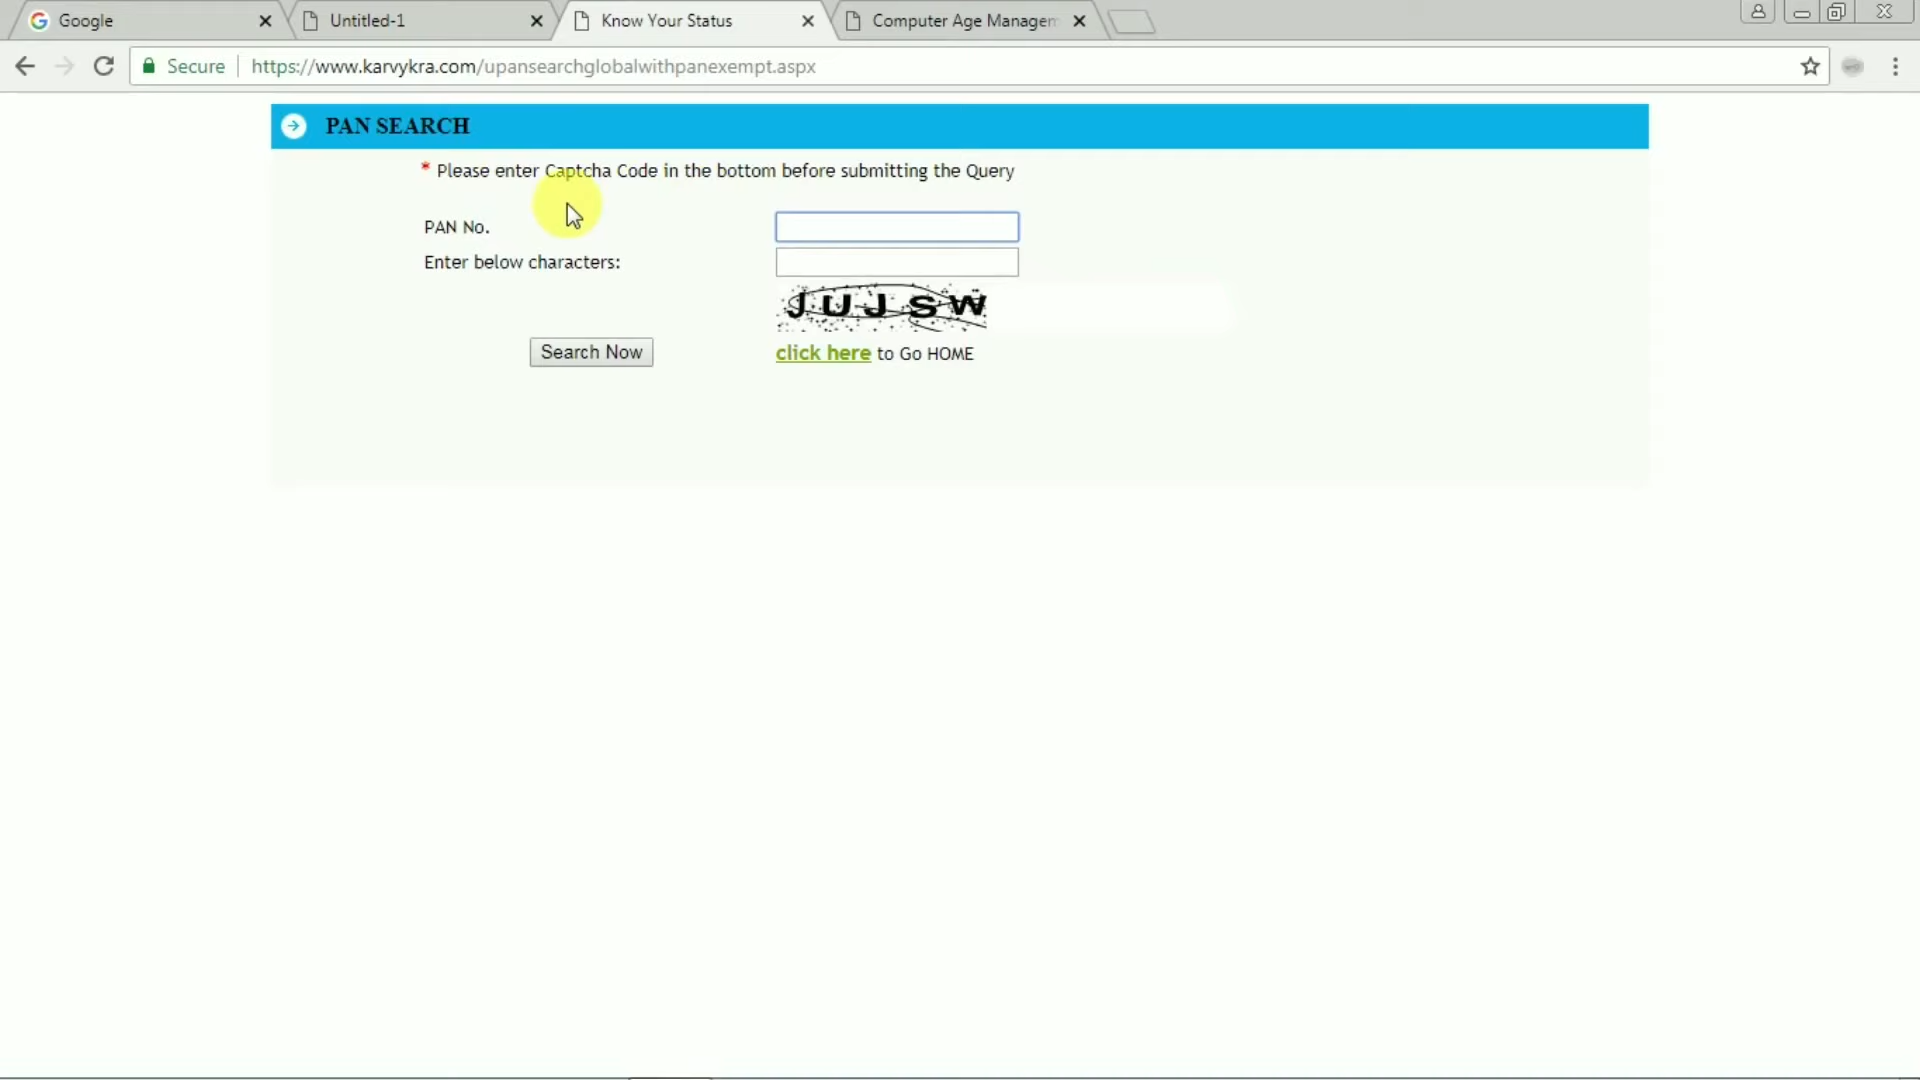 Google
Untitled-1
Know Your Status
Computer Age Managem
Secure
https://www.karvykra.com/upansearchglobalwithpanexempt.aspx
PAN SEARCH
* Please enter Captcha Code in the bottom before submitting the Query
PAN No.
Enter below characters:
JUJSW
Search Now
click here to Go HOME